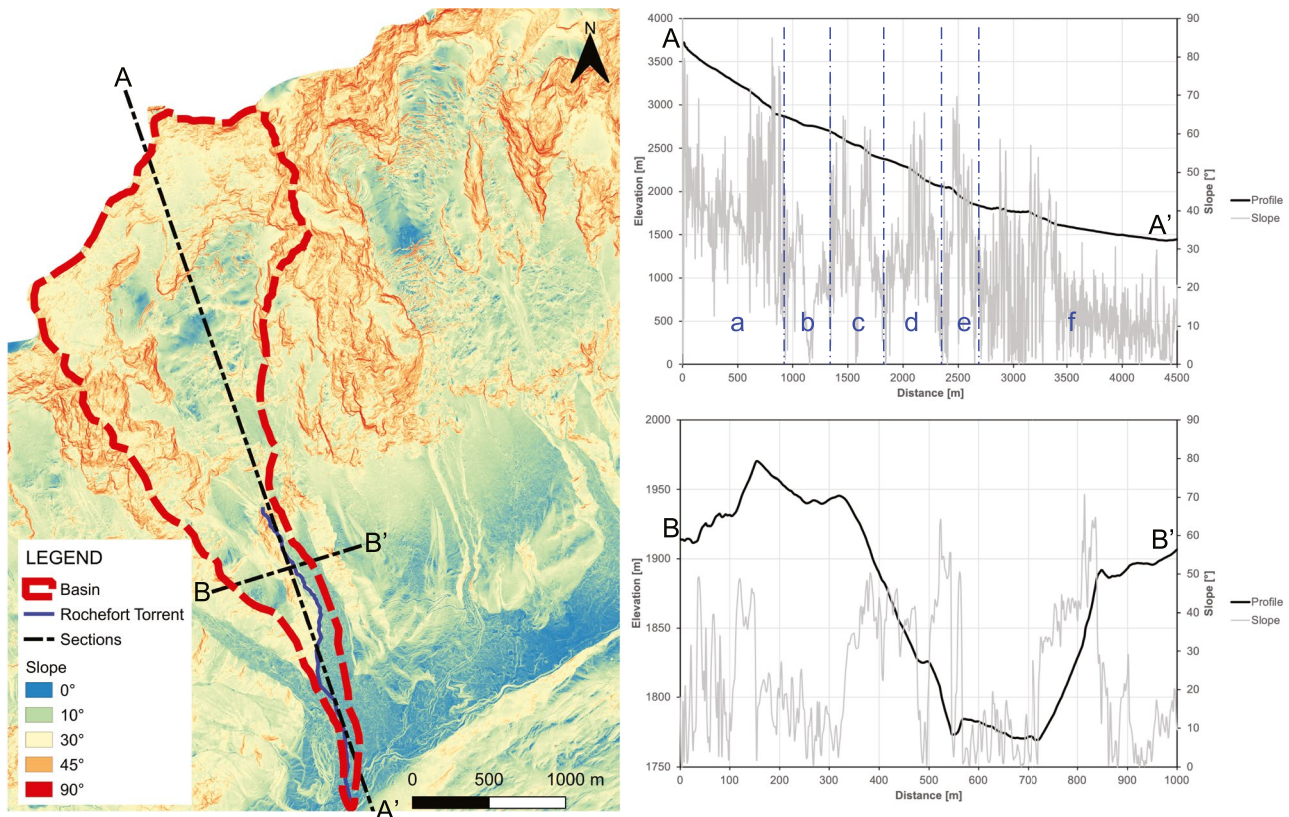 N
A
B
B'
A'
LEGEND
Basin
Rochefort Torrent
Sections
Slope
0°
10°
30°
45°
90°
0 500 1000 m
4000
3500
3000
2500
2000
1500
1000
500
0
Elevation [m]
A
A'
a b c d e f
90
80
70
60
50
40
30
20
10
0
Slope [°]
0 500 1000 1500 2000 2500 3000 3500 4000 4500
Distance [m]
Profile
Slope
2000
1950
1900
1850
1800
1750
Elevation [m]
B
B'
90
80
70
60
50
40
30
20
10
0
Slope [°]
0 100 200 300 400 500 600 700 800 900 1000
Distance [m]
Profile
Slope